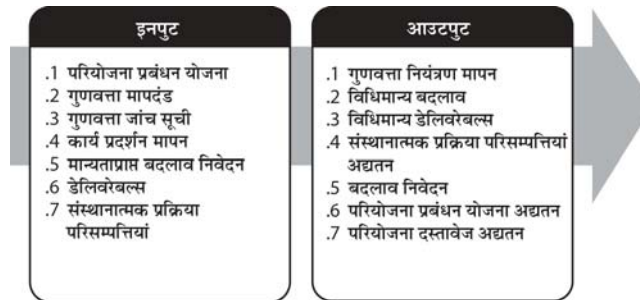 इनपुट
.1 परियोजना प्रबंधन योजना
.2 गुणवत्ता मापदंड
.3 गुणवत्ता जांच सूची
.4 कार्य प्रदर्शन मापन
.5 मान्यताप्राप्त बदलाव निवेदन
.6 डेलिवरेबल्स
.7 संस्थानात्मक प्रक्रिया
परिसम्पत्तियां
आउटपुट
.1 गुणवत्ता नियंत्रण मापन
.2 विधिमान्य बदलाव
.3 विधिमान्य डेलिवरेबल्स
.4 संस्थानात्मक प्रक्रिया परिसम्पत्तियां
अद्यतन
.5 बदलाव निवेदन
.6 परियोजना प्रबंधन योजना अद्यतन
.7 परियोजना दस्तावेज अद्यतन